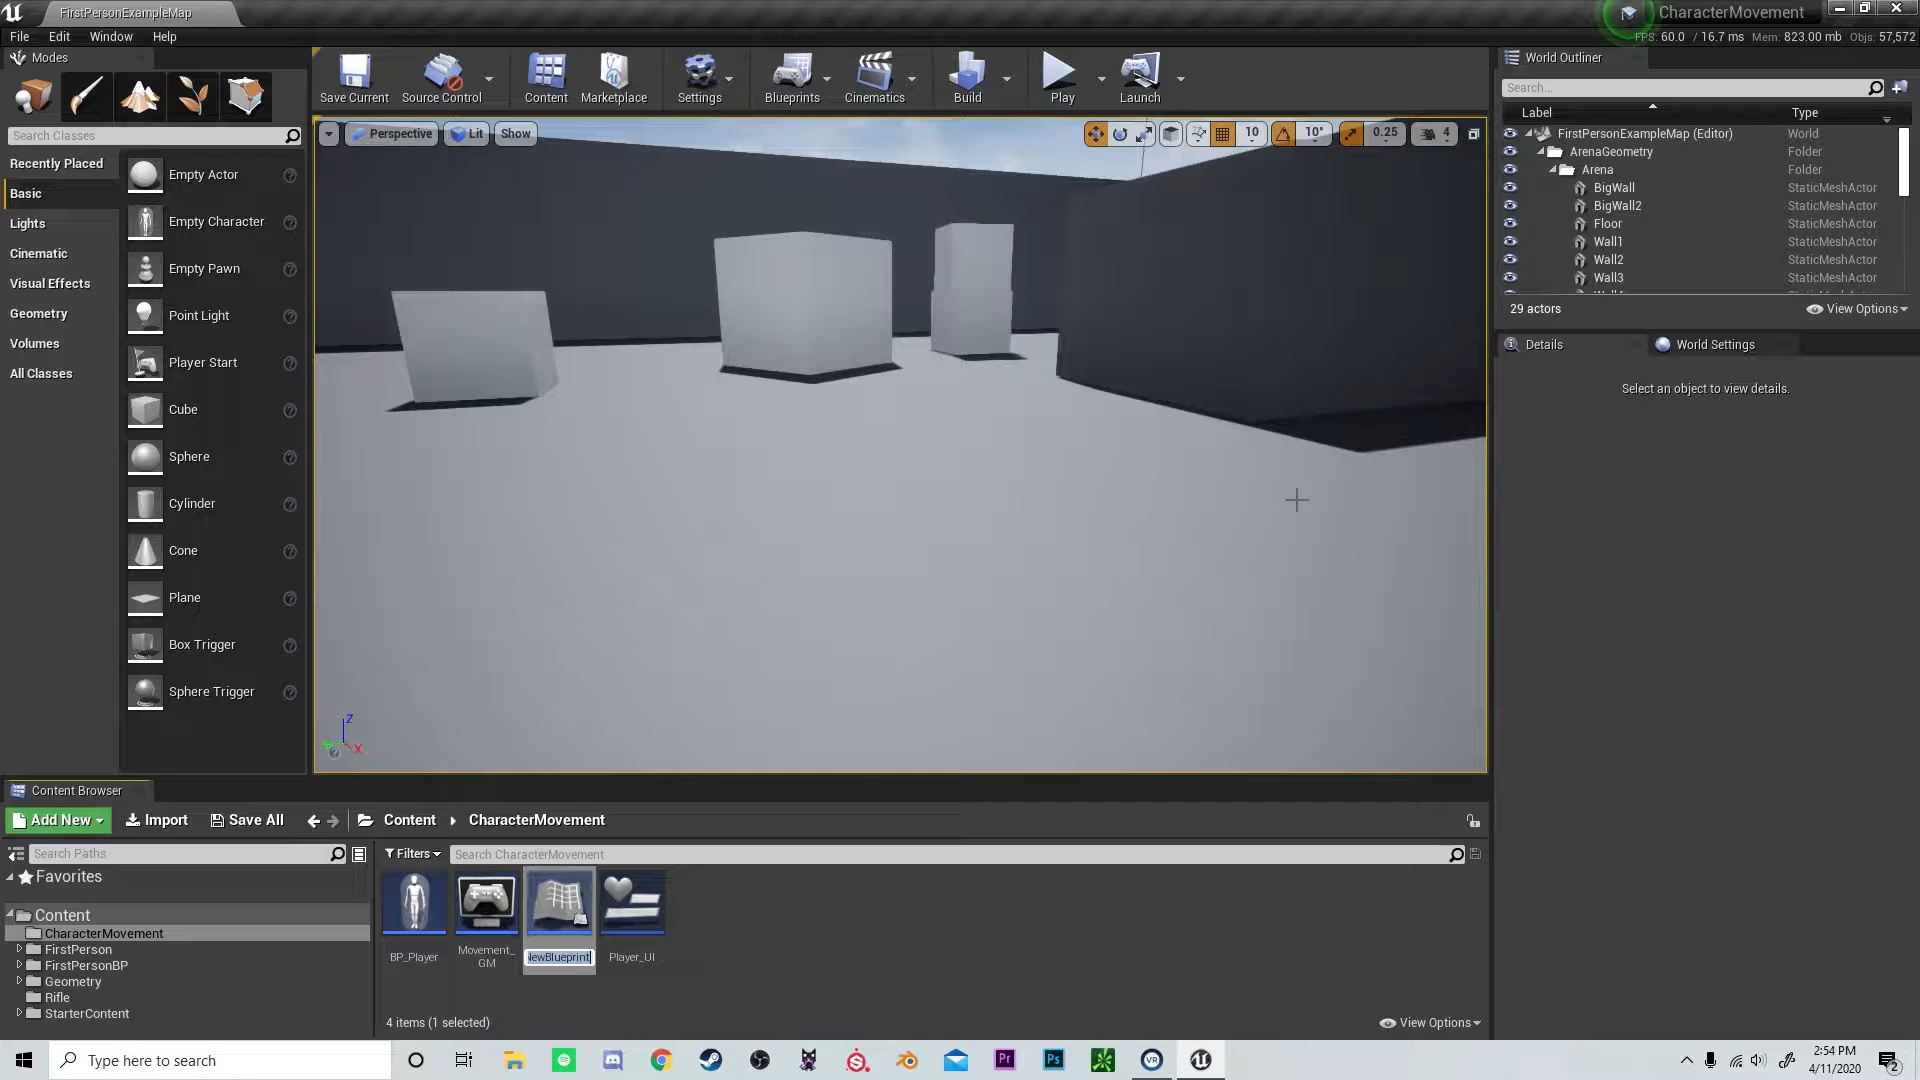 FirstPersonExampleMap
CharacterMovement
File Edit Window Help
FPS: 60.0 / 16.7 ms Mem: 823.00 mb Objs: 57,572
Modes
Search Classes
Recently Placed
Basic
Lights
Cinematic
Visual Effects
Geometry
Volumes
All Classes
Empty Actor
Empty Character
Empty Pawn
Point Light
Player Start
Cube
Sphere
Cylinder
Cone
Plane
Box Trigger
Sphere Trigger
Save Current
Source Control
Content
Marketplace
Settings
Blueprints
Cinematics
Build
Play
Launch
Perspective
Lit
Show
10
10°
0.25
4
Z
X
World Outliner
Search...
Label Type
FirstPersonExampleMap (Editor) World
ArenaGeometry Folder
Arena Folder
BigWall StaticMeshActor
BigWall2 StaticMeshActor
Floor StaticMeshActor
Wall1 StaticMeshActor
Wall2 StaticMeshActor
Wall3 StaticMeshActor
29 actors
View Options
Details
World Settings
Select an object to view details.
Content Browser
Add New
Import
Save All
Content
CharacterMovement
Search Paths
Favorites
Content
CharacterMovement
FirstPerson
FirstPersonBP
Geometry
Rifle
StarterContent
Filters
Search CharacterMovement
BP_Player
Movement_
GM
NewBlueprint
Player_UI
4 items (1 selected)
View Options
Type here to search
Pr
Ps
VR
2:54 PM
4/11/2020
2